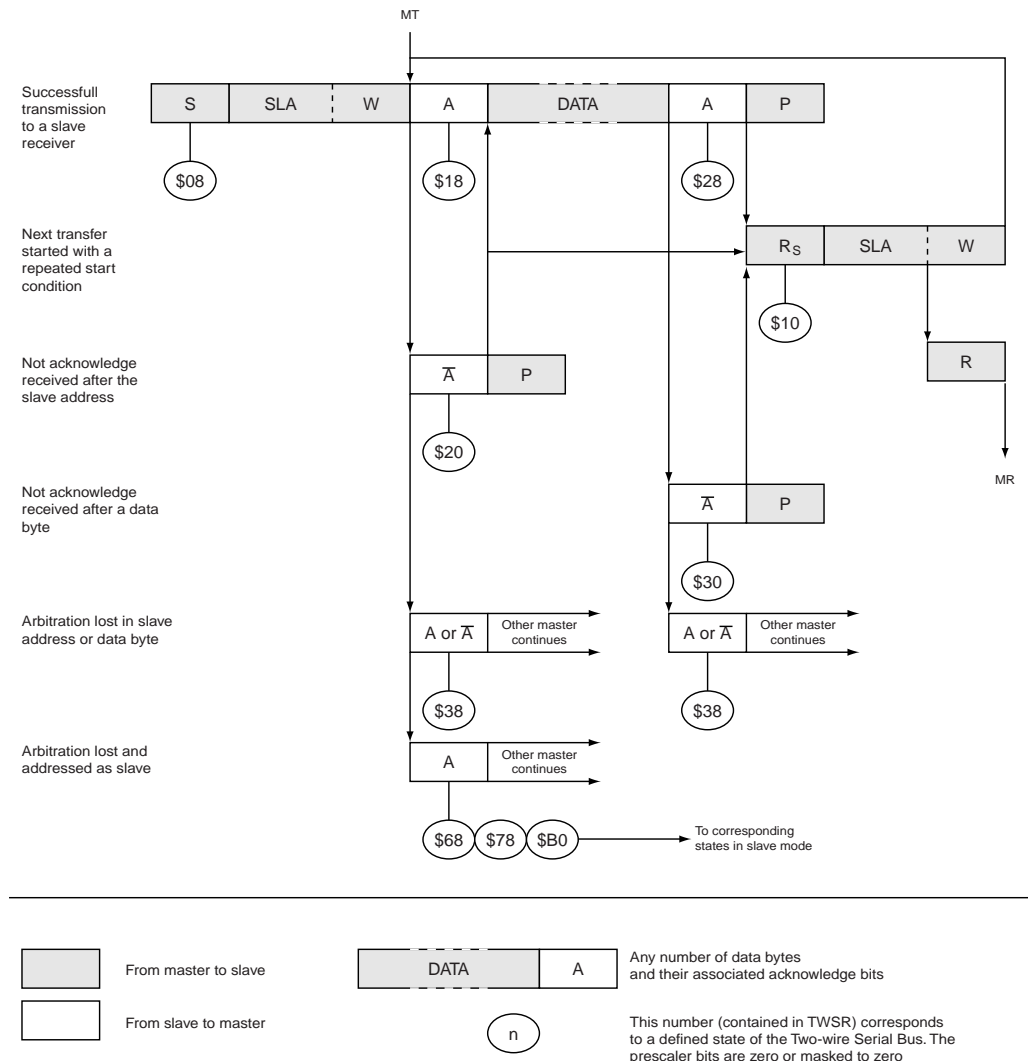 MT
Successfull
transmission
to a slave
receiver
S SLA W A DATA A P
$08 $18 $28
Next transfer
started with a
repeated start
condition
RS SLA W
$10
Not acknowledge
received after the
slave address
A̅ P
R
$20
MR
Not acknowledge
received after a data
byte
A̅ P
$30
Arbitration lost in slave
address or data byte
A or A̅ Other master
continues
A or A̅ Other master
continues
$38 $38
Arbitration lost and
addressed as slave
A Other master
continues
$68 $78 $B0
To corresponding
states in slave mode
From master to slave
DATA A
Any number of data bytes
and their associated acknowledge bits
From slave to master
n
This number (contained in TWSR) corresponds
to a defined state of the Two-wire Serial Bus. The
prescaler bits are zero or masked to zero